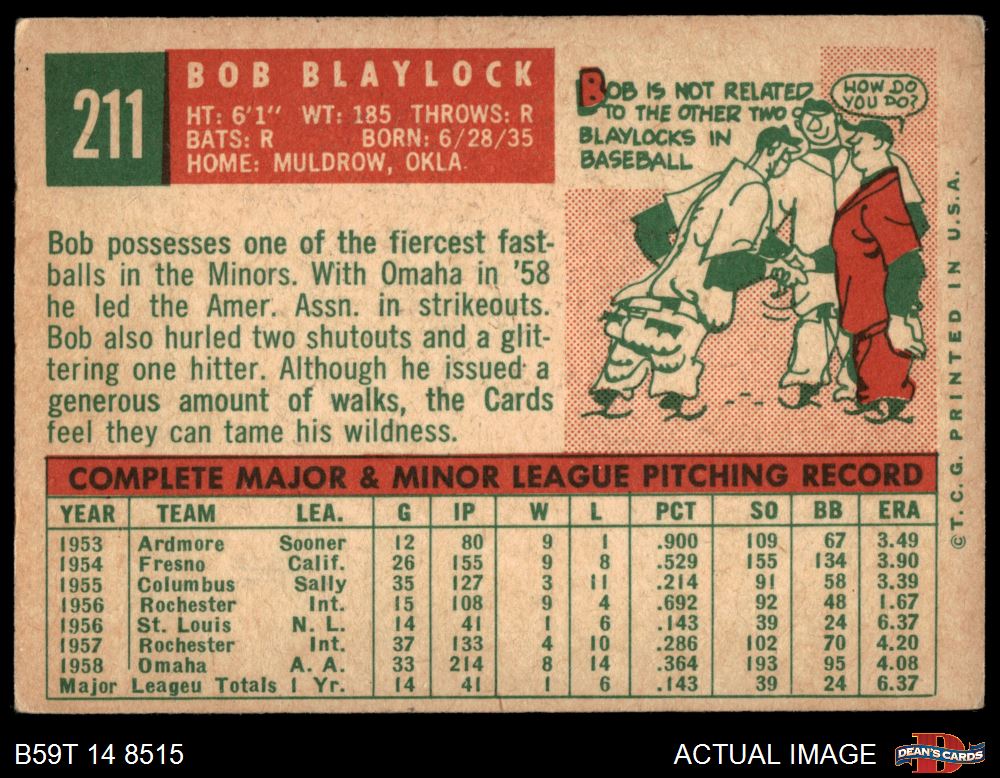 211
BOB BLAYLOCK
HT: 6'1" WT: 185 THROWS: R
BATS: R BORN: 6/28/35
HOME: MULDROW, OKLA.
BOB IS NOT RELATED
TO THE OTHER TWO
BLAYLOCKS IN
BASEBALL
HOW DO
YOU DO?
Bob possesses one of the fiercest fast-
balls in the Minors. With Omaha in '58
he led the Amer. Assn. in strikeouts.
Bob also hurled two shutouts and a glit-
tering one hitter. Although he issued a
generous amount of walks, the Cards
feel they can tame his wildness.
COMPLETE MAJOR & MINOR LEAGUE PITCHING RECORD
YEAR TEAM LEA. G IP W L PCT SO BB ERA
1953 Ardmore Sooner 12 80 9 1 .900 109 67 3.49
1954 Fresno Calif. 26 155 9 8 .529 155 134 3.90
1955 Columbus Sally 35 127 3 11 .214 91 58 3.39
1956 Rochester Int. 15 108 9 4 .692 92 48 1.67
1956 St. Louis N. L. 14 41 1 6 .143 39 24 6.37
1957 Rochester Int. 37 133 4 10 .286 102 70 4.20
1958 Omaha A. A. 33 214 8 14 .364 193 95 4.08
Major Leageu Totals 1 Yr. 14 41 1 6 .143 39 24 6.37
© T. C. G. PRINTED IN U.S.A.
B59T 14 8515
ACTUAL IMAGE
D
DEAN'S CARDS